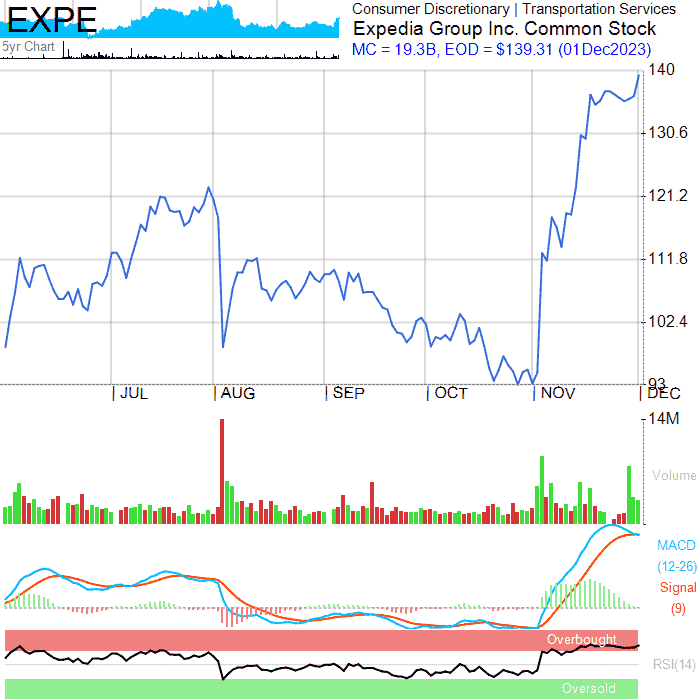 EXPE
5yr Chart
Consumer Discretionary | Transportation Services
Expedia Group Inc. Common Stock
MC = 19.3B, EOD = $139.31 (01Dec2023)
140
130.6
121.2
111.8
102.4
93
JUL
AUG
SEP
OCT
NOV
DEC
14M
Volume
MACD
(12-26)
Signal
(9)
Overbought
RSI(14)
Oversold